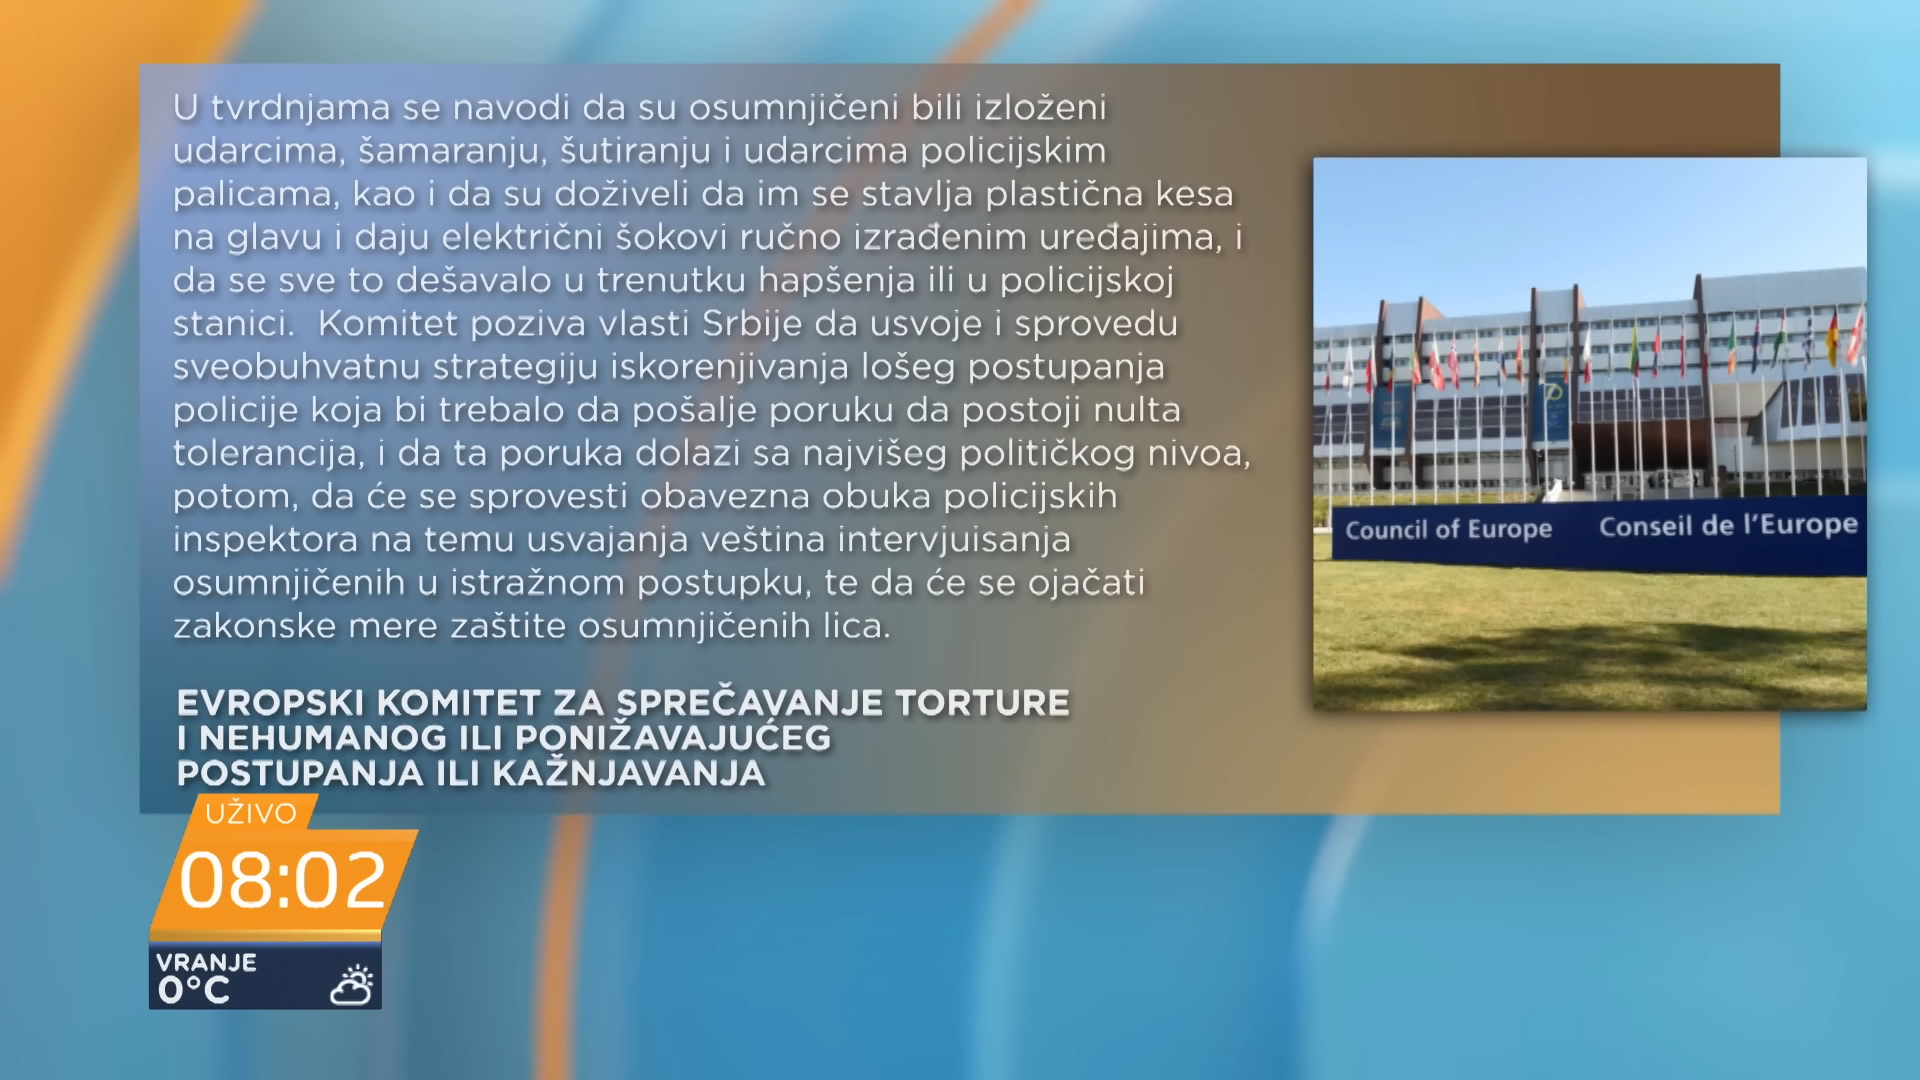 U tvrdnjama se navodi da su osumnjičeni bili izloženi
udarcima, šamaranju, šutiranju i udarcima policijskim
palicama, kao i da su doživeli da im se stavlja plastična kesa
na glavu i daju električni šokovi ručno izrađenim uređajima, i
da se sve to dešavalo u trenutku hapšenja ili u policijskoj
stanici.  Komitet poziva vlasti Srbije da usvoje i sprovedu
sveobuhvatnu strategiju iskorenjivanja lošeg postupanja
policije koja bi trebalo da pošalje poruku da postoji nulta
tolerancija, i da ta poruka dolazi sa najvišeg političkog nivoa,
potom, da će se sprovesti obavezna obuka policijskih
inspektora na temu usvajanja veština intervjuisanja
osumnjičenih u istražnom postupku, te da će se ojačati
zakonske mere zaštite osumnjičenih lica.
EVROPSKI KOMITET ZA SPREČAVANJE TORTURE
I NEHUMANOG ILI PONIŽAVAJUĆEG
POSTUPANJA ILI KAŽNJAVANJA
Council of Europe Conseil de l'Europe
UŽIVO
08:02
VRANJE
0°C